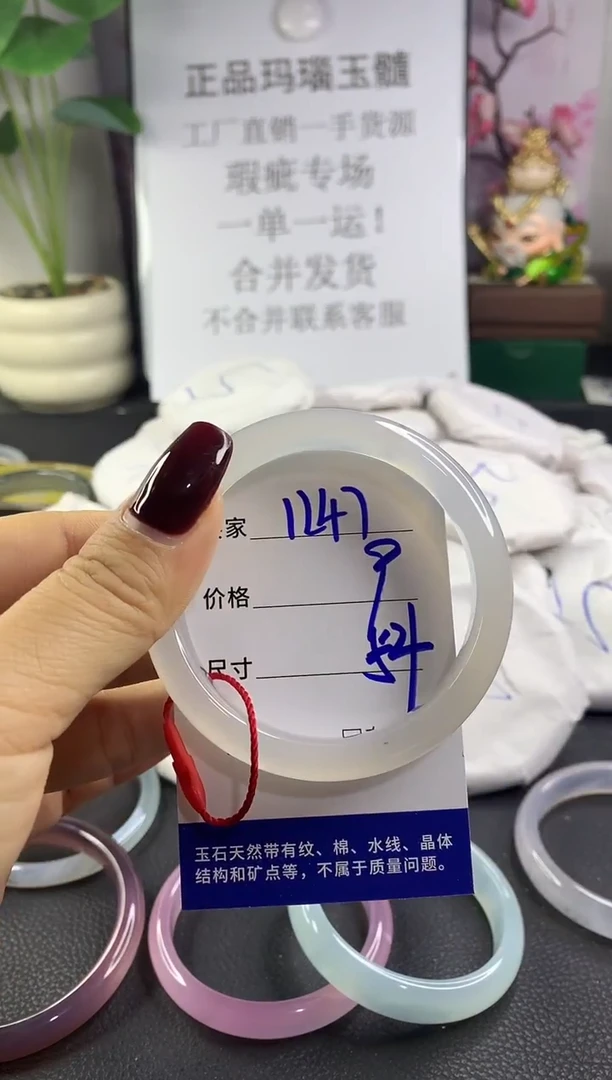 正品玛瑙玉髓
工厂直销一手货源
瑕疵专场
一单一运！
合并发货
不合并联系客服
家 1147
价格
尺寸 54
玉石天然带有纹、棉、水线、晶体
结构和矿点等，不属于质量问题。